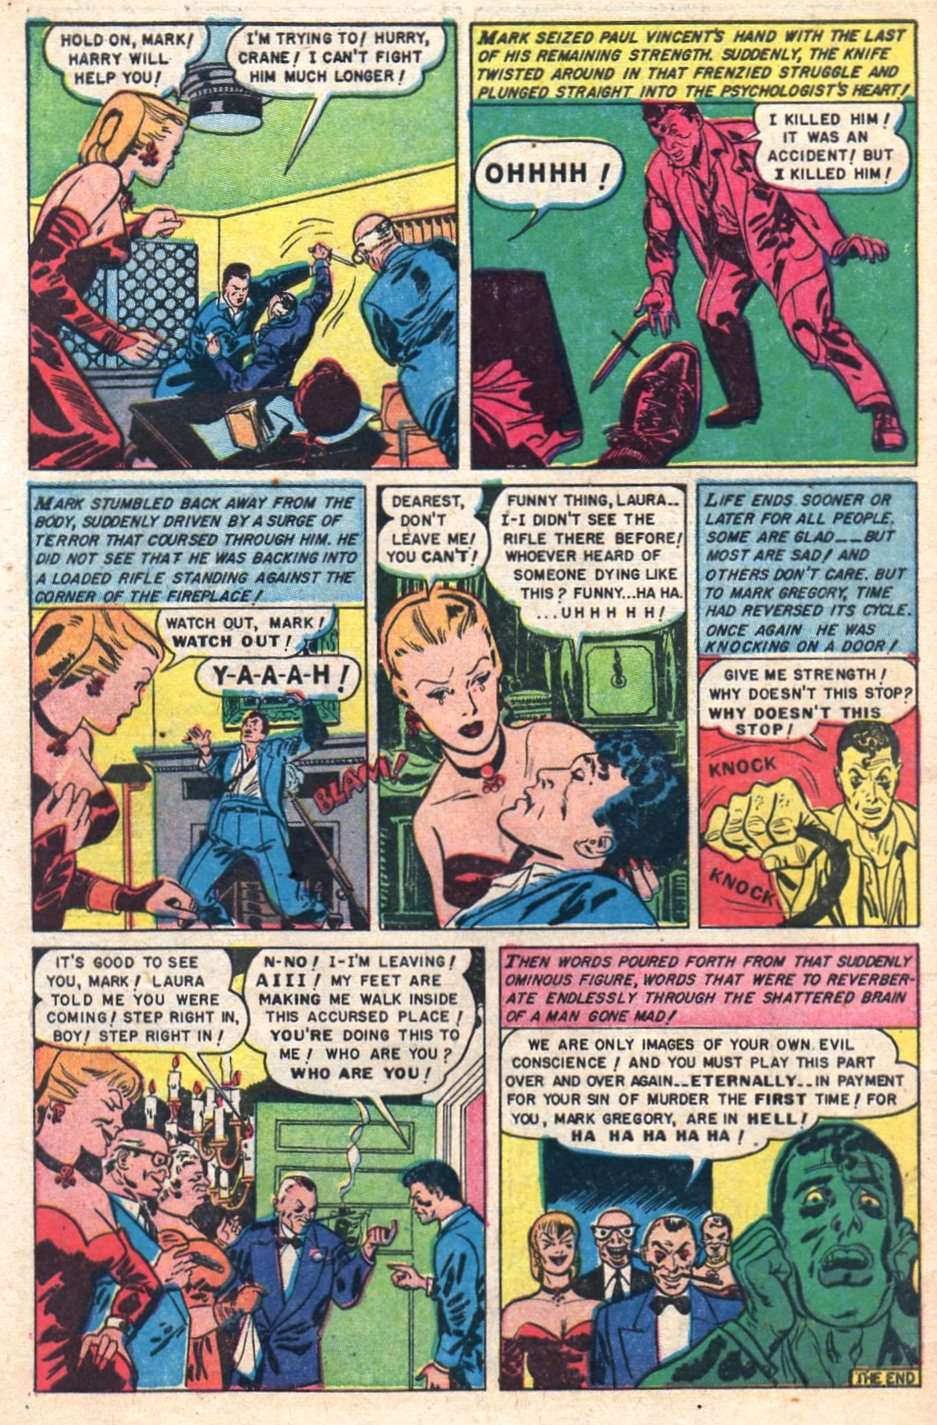 HOLD ON, MARK!
HARRY WILL
HELP YOU!
I'M TRYING TO! HURRY,
CRANE! I CAN'T FIGHT
HIM MUCH LONGER!
MARK SEIZED PAUL VINCENT'S HAND WITH THE LAST
OF HIS REMAINING STRENGTH. SUDDENLY, THE KNIFE
TWISTED AROUND IN THAT FRENZIED STRUGGLE AND
PLUNGED STRAIGHT INTO THE PSYCHOLOGIST'S HEART!
OHHHH!
I KILLED HIM!
IT WAS AN
ACCIDENT! BUT
I KILLED HIM!
MARK STUMBLED BACK AWAY FROM THE
BODY, SUDDENLY DRIVEN BY A SURGE OF
TERROR THAT COURSED THROUGH HIM. HE
DID NOT SEE THAT HE WAS BACKING INTO
A LOADED RIFLE STANDING AGAINST THE
CORNER OF THE FIREPLACE!
WATCH OUT, MARK!
WATCH OUT!
Y-A-A-A-H!
BLAM!
DEAREST,
DON'T
LEAVE ME!
YOU CAN'T!
FUNNY THING, LAURA--
I-I DIDN'T SEE THE
RIFLE THERE BEFORE!
WHOEVER HEARD OF
SOMEONE DYING LIKE
THIS? FUNNY...HA HA.
...UHHHHH!
LIFE ENDS SOONER OR
LATER FOR ALL PEOPLE.
SOME ARE GLAD---BUT
MOST ARE SAD! AND
OTHERS DON'T CARE. BUT
TO MARK GREGORY, TIME
HAD REVERSED ITS CYCLE.
ONCE AGAIN HE WAS
KNOCKING ON A DOOR!
GIVE ME STRENGTH!
WHY DOESN'T THIS STOP?
WHY DOESN'T THIS
STOP!
KNOCK
KNOCK
IT'S GOOD TO SEE
YOU, MARK! LAURA
TOLD ME YOU WERE
COMING! STEP RIGHT IN,
BOY! STEP RIGHT IN!
N-NO! I-I'M LEAVING!
AIII! MY FEET ARE
MAKING ME WALK INSIDE
THIS ACCURSED PLACE!
YOU'RE DOING THIS TO
ME! WHO ARE YOU?
WHO ARE YOU!
THEN WORDS POURED FORTH FROM THAT SUDDENLY
OMINOUS FIGURE, WORDS THAT WERE TO REVERBER-
ATE ENDLESSLY THROUGH THE SHATTERED BRAIN
OF A MAN GONE MAD!
WE ARE ONLY IMAGES OF YOUR OWN EVIL
CONSCIENCE! AND YOU MUST PLAY THIS PART
OVER AND OVER AGAIN--ETERNALLY--IN PAYMENT
FOR YOUR SIN OF MURDER THE FIRST TIME! FOR
YOU, MARK GREGORY, ARE IN HELL!
HA HA HA HA HA!
THE END